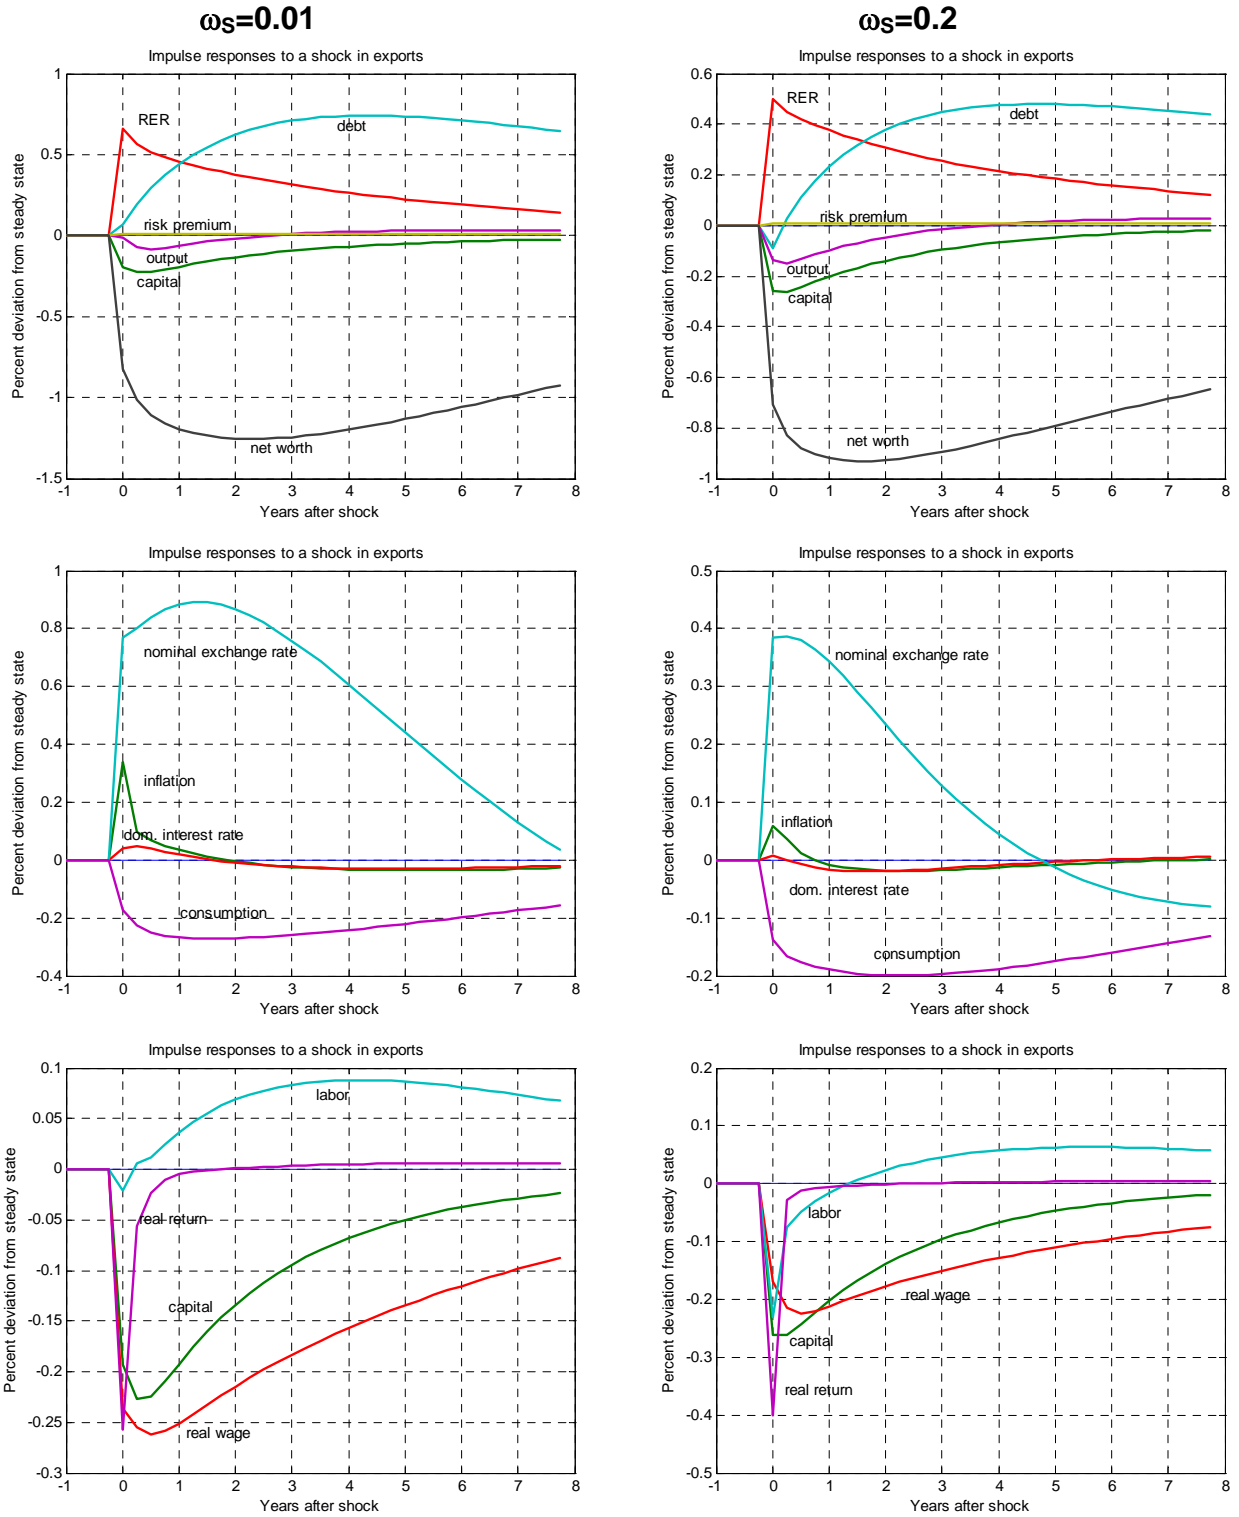 ωS=0.01
ωS=0.2
Impulse responses to a shock in exports
Percent deviation from steady state
1
0.5
0
-0.5
-1
-1.5
RER
debt
risk premium
output
capital
net worth
-1 0 1 2 3 4 5 6 7 8
Years after shock
Impulse responses to a shock in exports
Percent deviation from steady state
0.6
0.4
0.2
0
-0.2
-0.4
-0.6
-0.8
-1
RER
debt
risk premium
output
capital
net worth
-1 0 1 2 3 4 5 6 7 8
Years after shock
Impulse responses to a shock in exports
Percent deviation from steady state
1
0.8
0.6
0.4
0.2
0
-0.2
-0.4
nominal exchange rate
inflation
dom. interest rate
consumption
-1 0 1 2 3 4 5 6 7 8
Years after shock
Impulse responses to a shock in exports
Percent deviation from steady state
0.5
0.4
0.3
0.2
0.1
0
-0.1
-0.2
nominal exchange rate
inflation
dom. interest rate
consumption
-1 0 1 2 3 4 5 6 7 8
Years after shock
Impulse responses to a shock in exports
Percent deviation from steady state
0.1
0.05
0
-0.05
-0.1
-0.15
-0.2
-0.25
-0.3
labor
real return
capital
real wage
-1 0 1 2 3 4 5 6 7 8
Years after shock
Impulse responses to a shock in exports
Percent deviation from steady state
0.2
0.1
0
-0.1
-0.2
-0.3
-0.4
-0.5
labor
real wage
capital
real return
-1 0 1 2 3 4 5 6 7 8
Years after shock